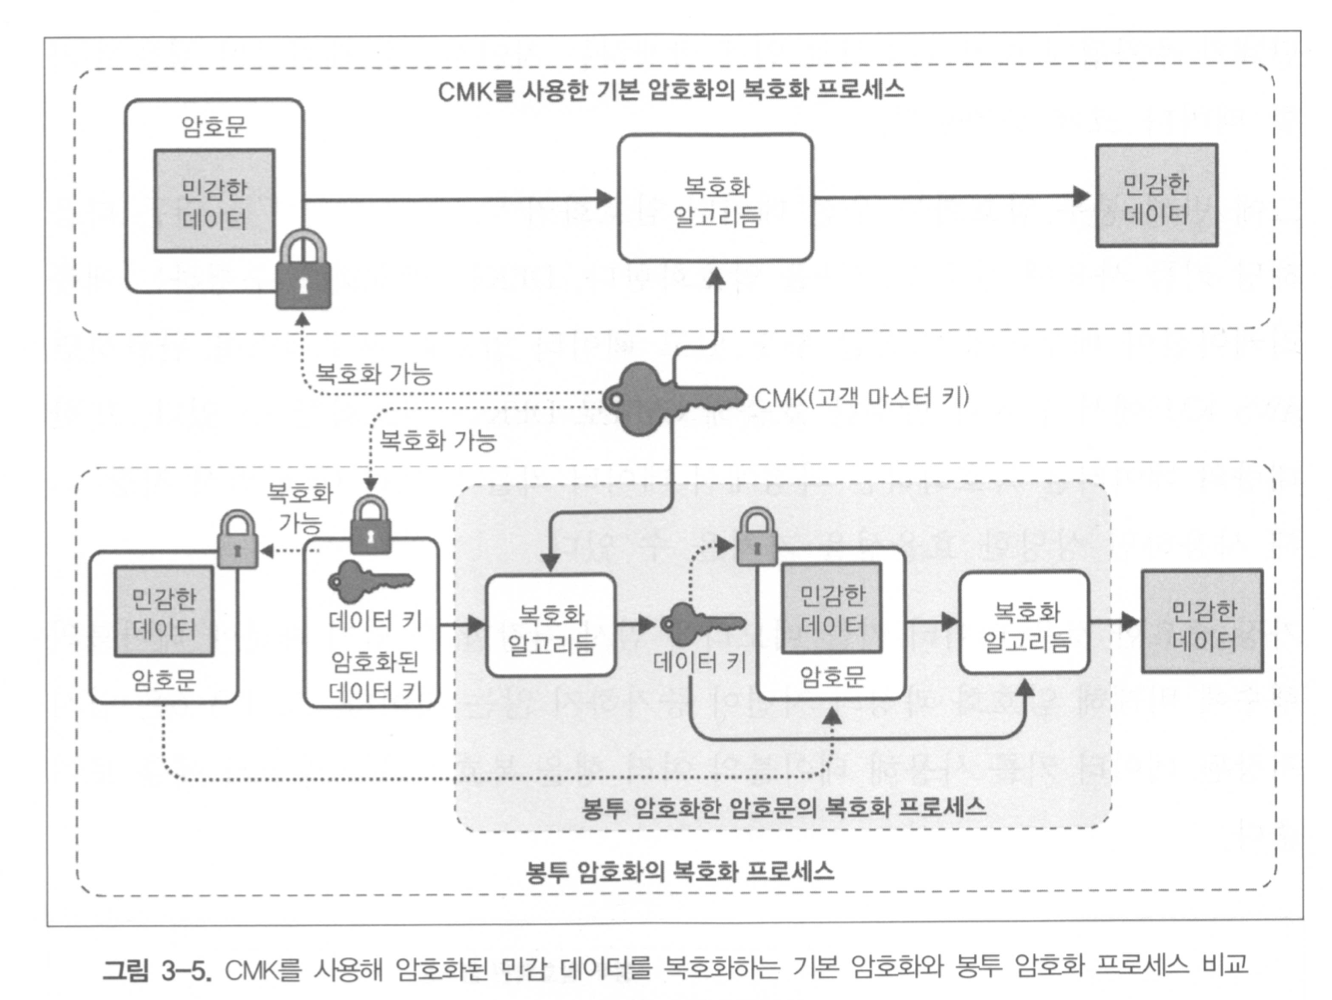 CMK를 사용한 기본 암호화의 복호화 프로세스
암호문
민감한
데이터
복호화
알고리듬
민감한
데이터
복호화 가능
CMK(고객 마스터 키)
복호화 가능
복호화
가능
민감한
데이터
암호문
데이터 키
암호화된
데이터 키
복호화
알고리듬
데이터 키
민감한
데이터
암호문
복호화
알고리듬
민감한
데이터
봉투 암호화한 암호문의 복호화 프로세스
봉투 암호화의 복호화 프로세스
그림 3-5. CMK를 사용해 암호화된 민감 데이터를 복호화하는 기본 암호화와 봉투 암호화 프로세스 비교